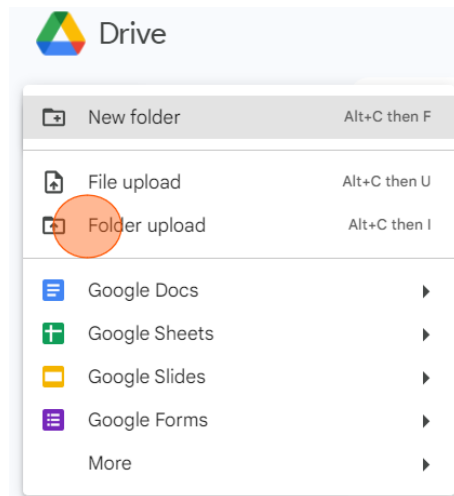 Drive
New folder Alt+C then F
File upload Alt+C then U
Folder upload Alt+C then I
Google Docs
Google Sheets
Google Slides
Google Forms
More